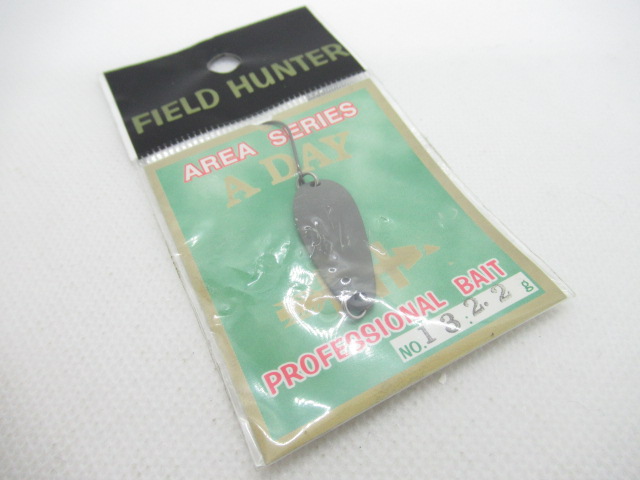 FIELD HUNTER
AREA SERIES
A DAY
PROFESSIONAL BAIT
NO. 13:2.2 g